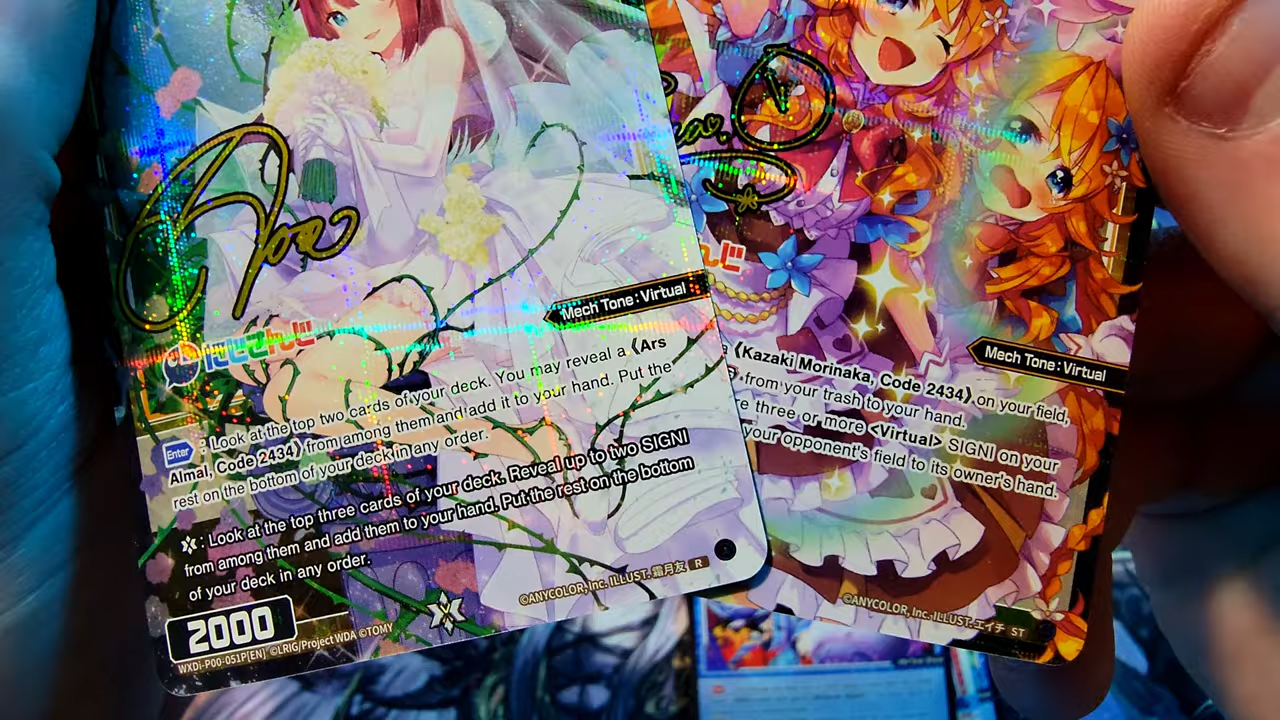 にじさんじ
Mech Tone：Virtual
Enter：Look at the top two cards of your deck. You may reveal a 《Ars
Almal, Code 2434》 from among them and add it to your hand. Put the
rest on the bottom of your deck in any order.
：Look at the top three cards of your deck. Reveal up to two SIGNI
from among them and add them to your hand. Put the rest on the bottom
of your deck in any order.
2000
©ANYCOLOR, Inc. ILLUST. 霜月友 R
WXDi-P00-051P[EN] ©LRIG/Project WDA ©TOMY
んじ
Mech Tone：Virtual
《Kazaki Morinaka, Code 2434》 on your field,
from your trash to your hand.
three or more <Virtual> SIGNI on your
your opponent's field to its owner's hand.
©ANYCOLOR, Inc. ILLUST. エイチ ST